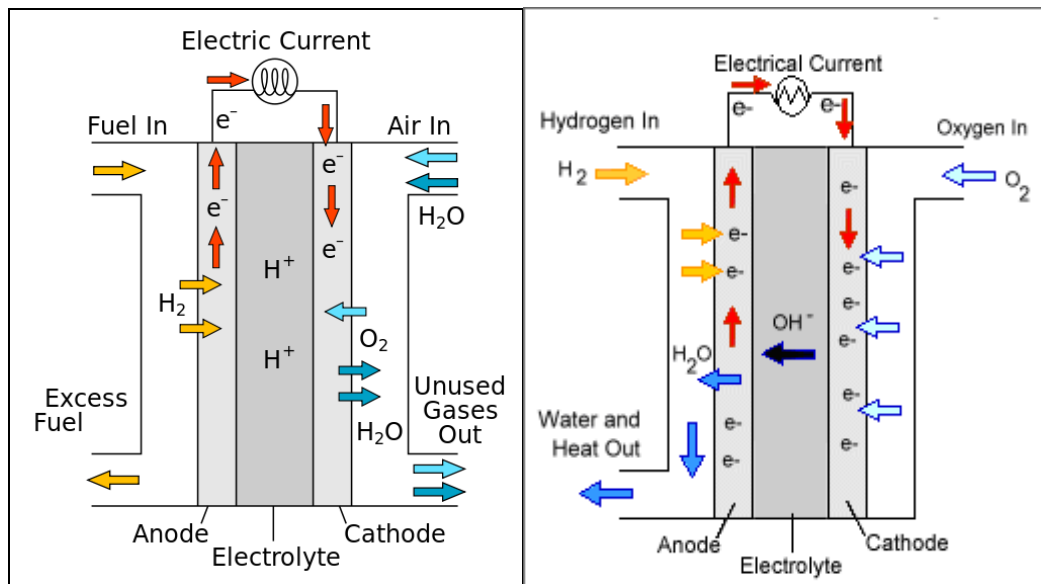 Electric Current
e⁻
Fuel In
Air In
e⁻
e⁻
H₂O
e⁻
H⁺
H₂
O₂
H⁺
Excess
Fuel
Unused
Gases
Out
H₂O
Anode
Cathode
Electrolyte
Electrical Current
e-
e-
Hydrogen In
Oxygen In
H₂
O₂
e-
e-
e-
e-
e-
OH⁻
e-
H₂O
e-
Water and
Heat Out
e-
e-
e-
Anode
Cathode
Electrolyte